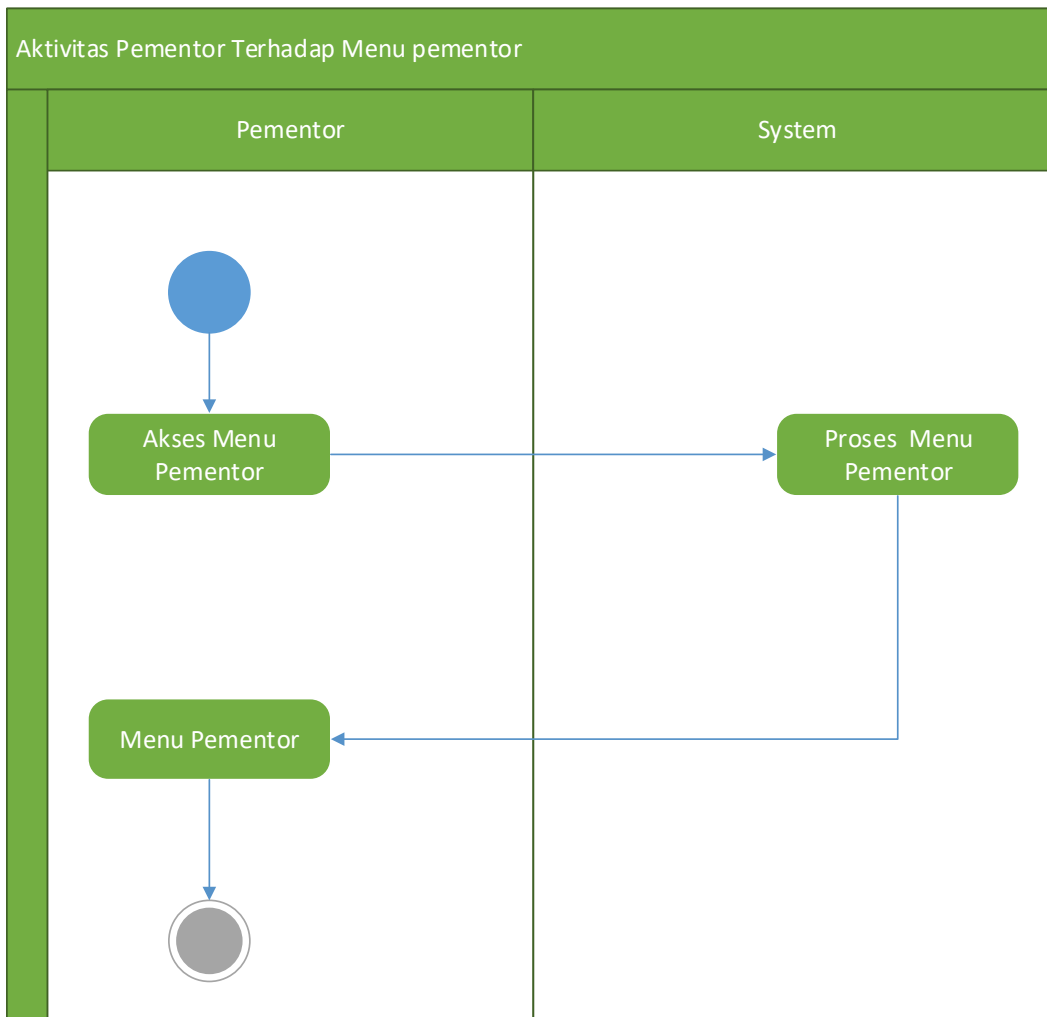 Aktivitas Pementor Terhadap Menu pementor
Pementor
System
Akses Menu
Pementor
Proses  Menu
Pementor
Menu Pementor